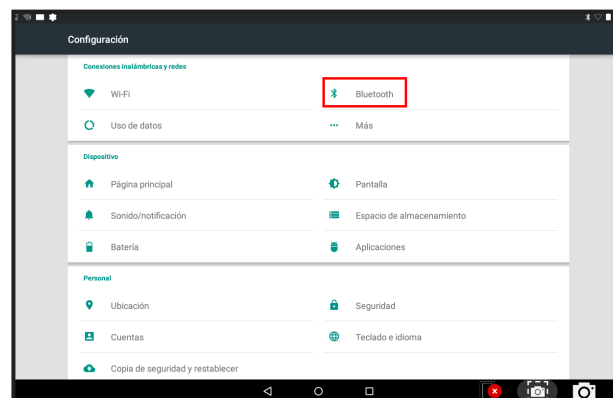 Configuración
Conexiones inalámbricas y redes
Wi-Fi
Bluetooth
Uso de datos
Más
Dispositivo
Página principal
Pantalla
Sonido/notificación
Espacio de almacenamiento
Batería
Aplicaciones
Personal
Ubicación
Seguridad
Cuentas
Teclado e idioma
Copia de seguridad y restablecer